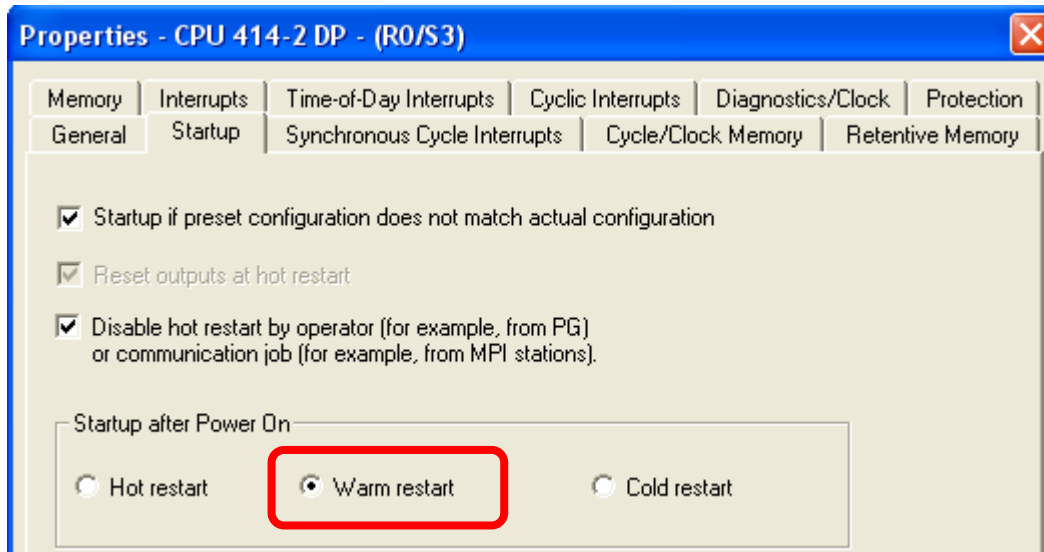 Properties - CPU 414-2 DP - (R0/S3)
Memory Interrupts Time-of-Day Interrupts Cyclic Interrupts Diagnostics/Clock Protection
General Startup Synchronous Cycle Interrupts Cycle/Clock Memory Retentive Memory
Startup if preset configuration does not match actual configuration
Reset outputs at hot restart
Disable hot restart by operator (for example, from PG)
or communication job (for example, from MPI stations).
Startup after Power On
Hot restart Warm restart Cold restart